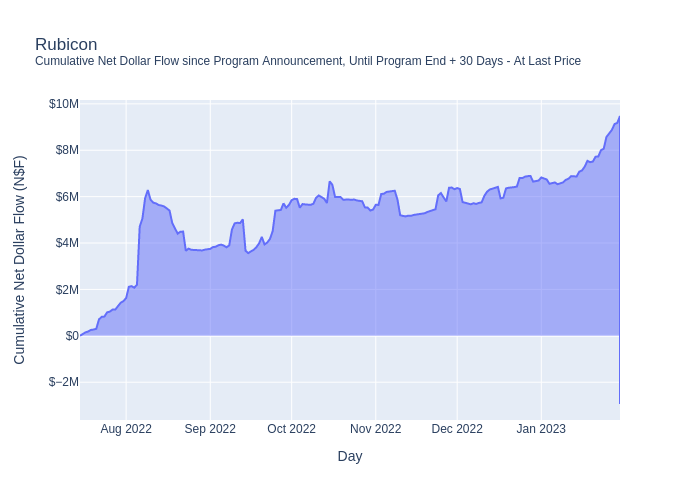 Rubicon
Cumulative Net Dollar Flow since Program Announcement, Until Program End + 30 Days - At Last Price
Cumulative Net Dollar Flow (N$F)
$10M
$8M
$6M
$4M
$2M
$0
$−2M
Aug 2022
Sep 2022
Oct 2022
Nov 2022
Dec 2022
Jan 2023
Day